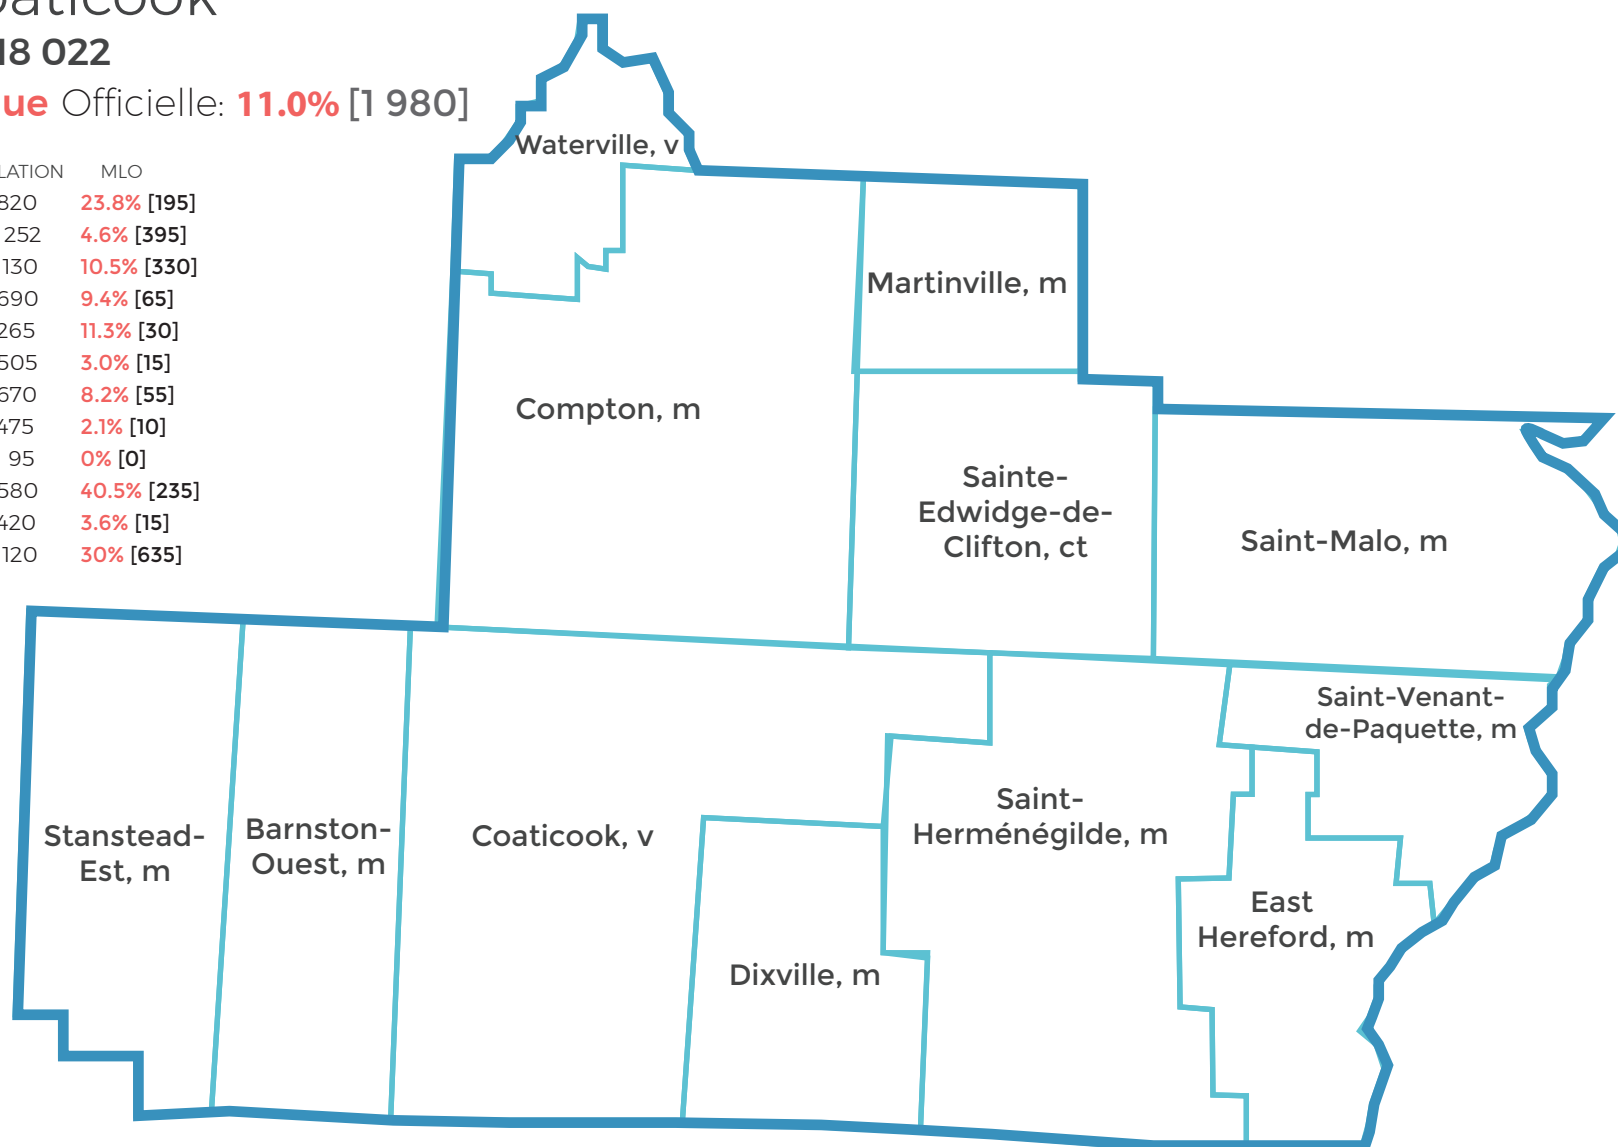 oaticook
18 022
ue Officielle: 11.0% [1 980]
LATION MLO
820 23.8% [195]
252 4.6% [395]
130 10.5% [330]
690 9.4% [65]
265 11.3% [30]
505 3.0% [15]
670 8.2% [55]
475 2.1% [10]
95 0% [0]
580 40.5% [235]
420 3.6% [15]
120 30% [635]
Waterville, v
Martinville, m
Compton, m
Sainte-
Edwidge-de-
Clifton, ct
Saint-Malo, m
Saint-Venant-
de-Paquette, m
Stanstead-
Est, m
Barnston-
Ouest, m
Coaticook, v
Saint-
Herménégilde, m
East
Hereford, m
Dixville, m